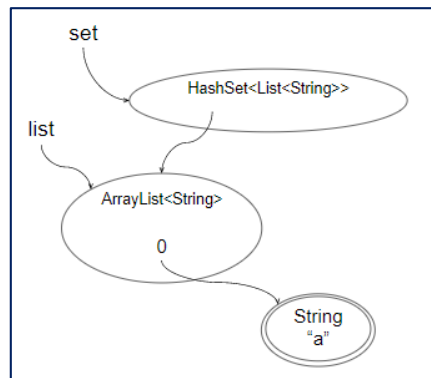 set
HashSet<List<String>>
list
ArrayList<String>
0
String
“a”